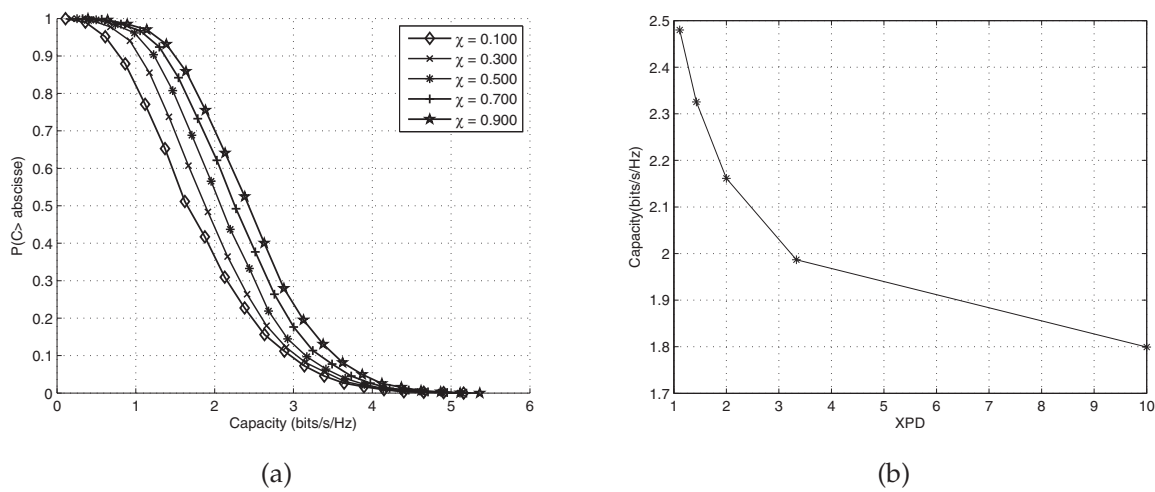 1
0.9
0.8
0.7
0.6
0.5
0.4
0.3
0.2
0.1
0
P(C> abscisse)
0 1 2 3 4 5 6
Capacity (bits/s/Hz)
χ = 0.100
χ = 0.300
χ = 0.500
χ = 0.700
χ = 0.900
(a)
2.5
2.4
2.3
2.2
2.1
2
1.9
1.8
1.7
Capacity(bits/s/Hz)
1 2 3 4 5 6 7 8 9 10
XPD
(b)